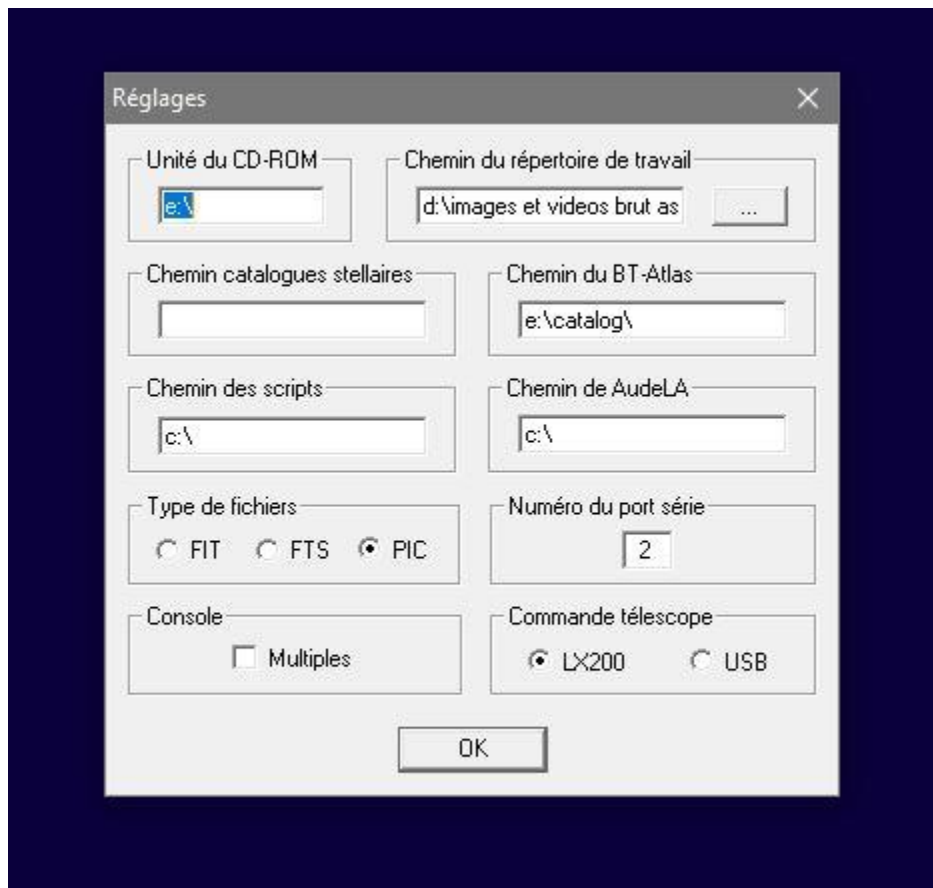 Réglages
Unité du CD-ROM
e:\
Chemin du répertoire de travail
d:\images et videos brut as
...
Chemin catalogues stellaires
Chemin du BT-Atlas
e:\catalog\
Chemin des scripts
c:\
Chemin de AudeLA
c:\
Type de fichiers
FIT FTS PIC
Numéro du port série
2
Console
Multiples
Commande télescope
LX200 USB
OK